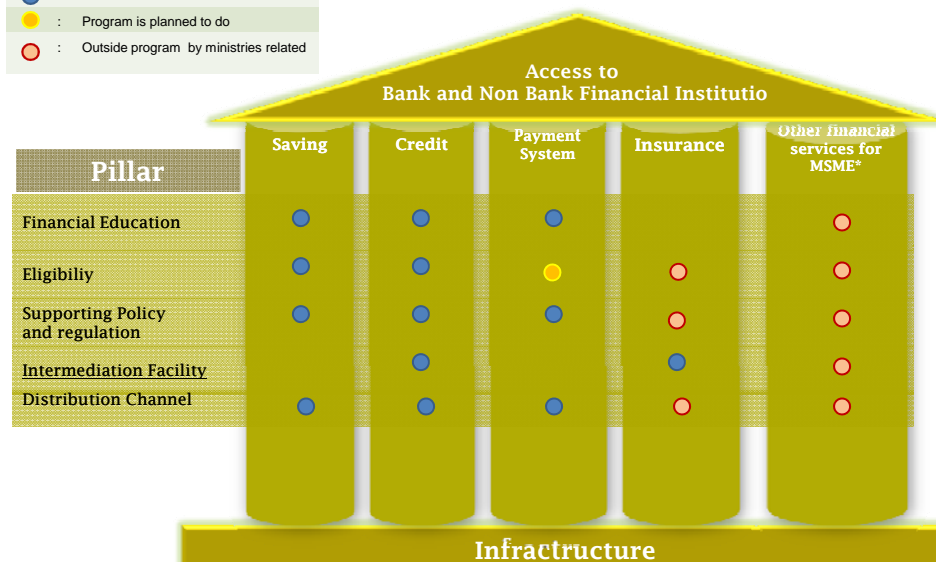 : Program is planned to do
: Outside program by ministries related
Access to
Bank and Non Bank Financial Institutio
Pillar
Saving
Credit
Payment
System
Insurance
Other financial
services for
MSME*
Financial Education
Eligibiliy
Supporting Policy
and regulation
Intermediation Facility
Distribution Channel
Infractructure